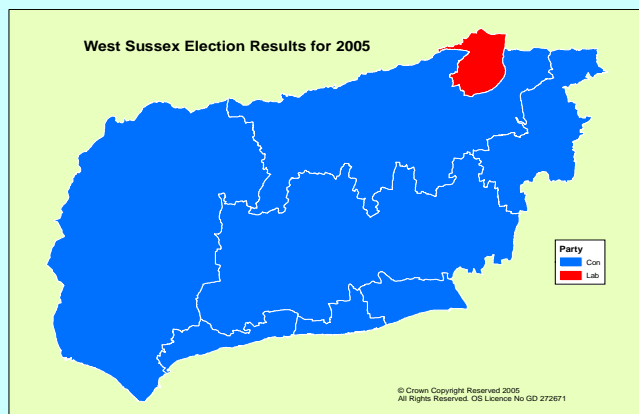 West Sussex Election Results for 2005
Party
Con
Lab
© Crown Copyright Reserved 2005
All Rights Reserved. OS Licence No GD 272671